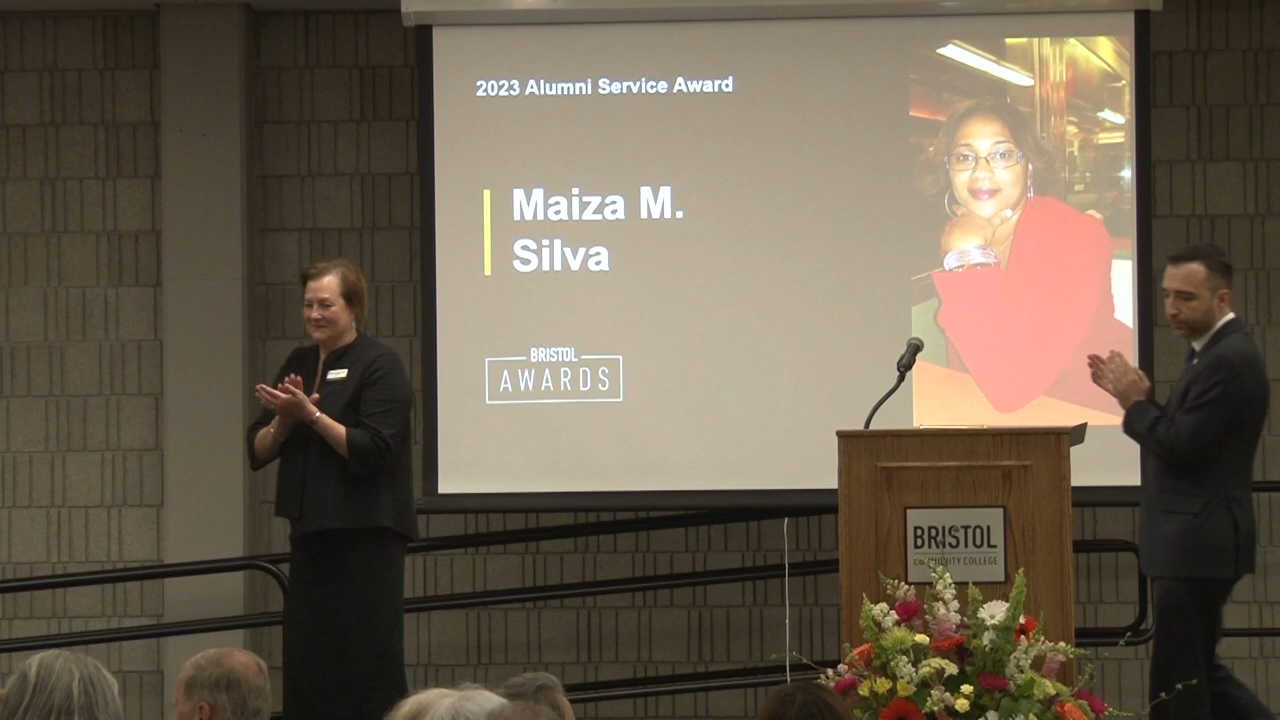 2023 Alumni Service Award
Maiza M.
Silva
BRISTOL
AWARDS
BRISTOL
COMMUNITY COLLEGE